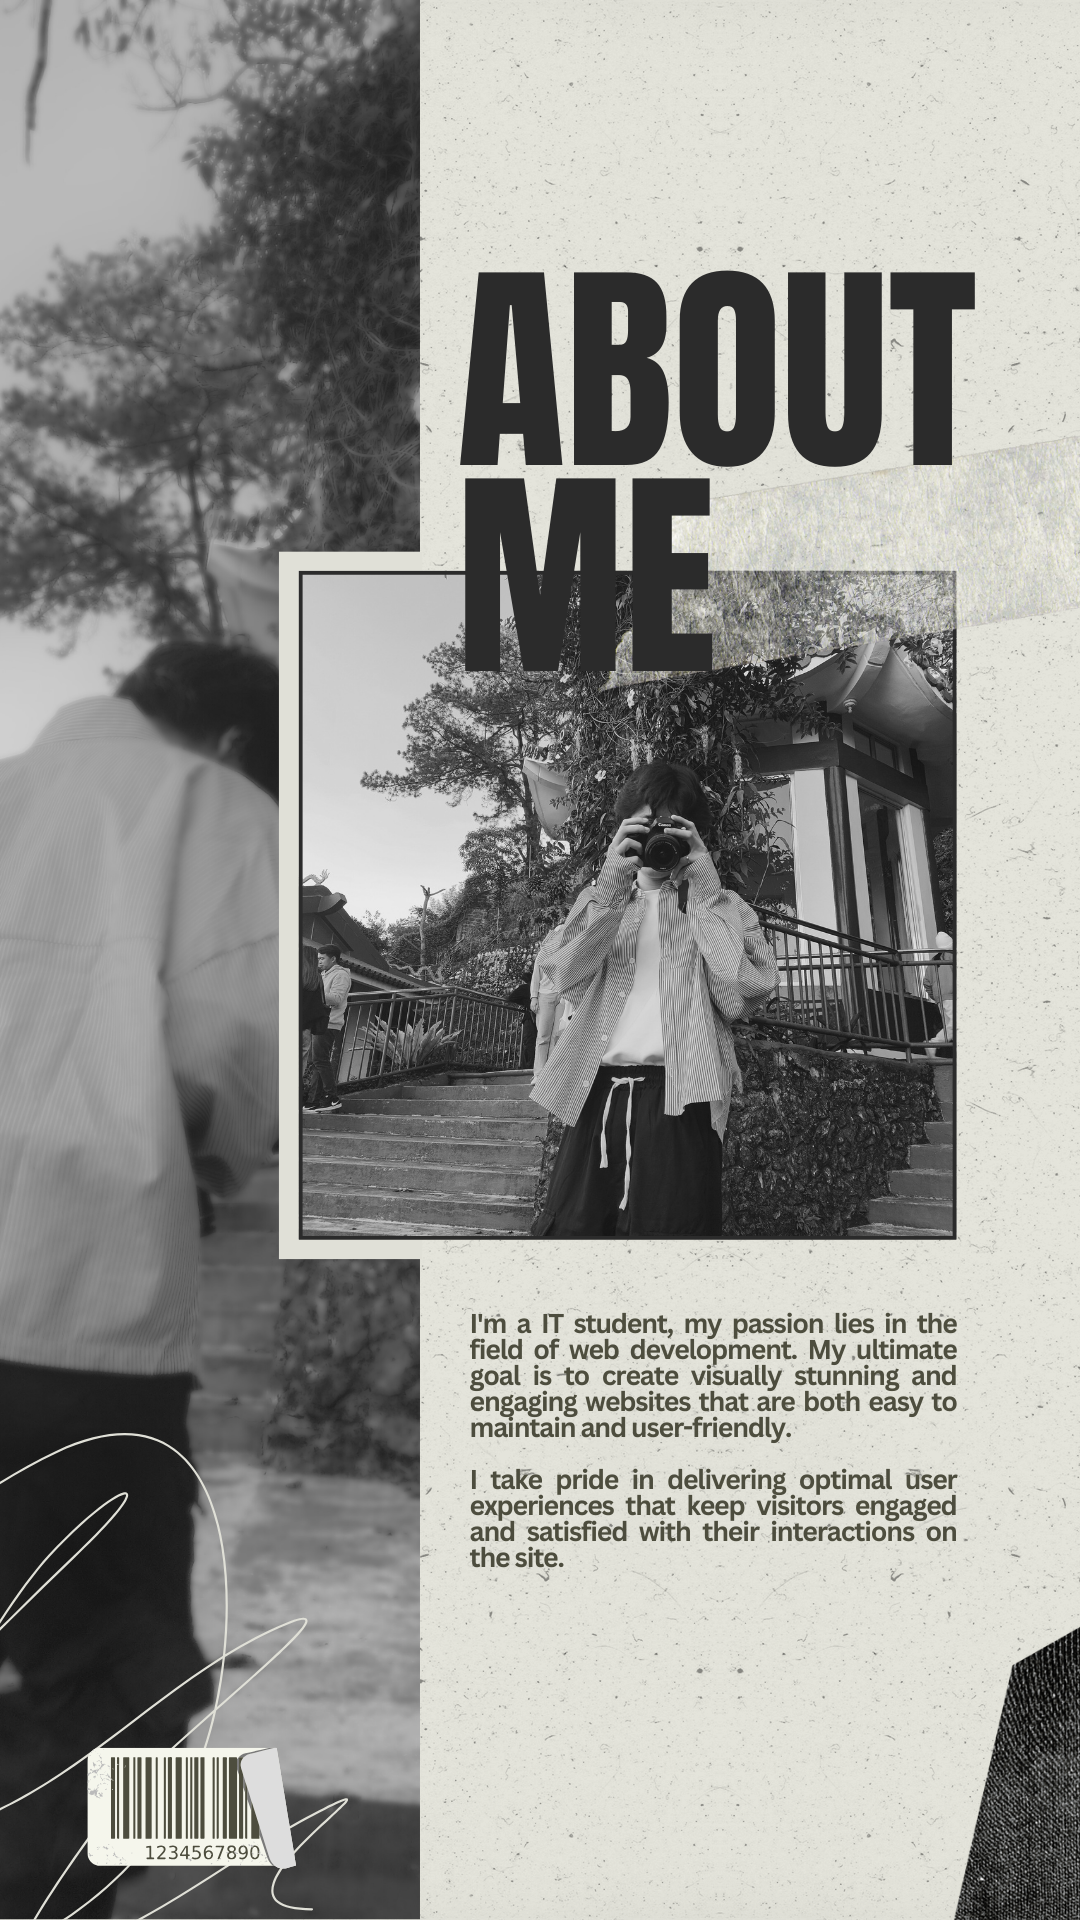 ABOUT
ME
Canon
I'm a IT student, my passion lies in the
field of web development. My ultimate
goal is to create visually stunning and
engaging websites that are both easy to
maintain and user-friendly.
I take pride in delivering optimal user
experiences that keep visitors engaged
and satisfied with their interactions on
the site.
1234567890